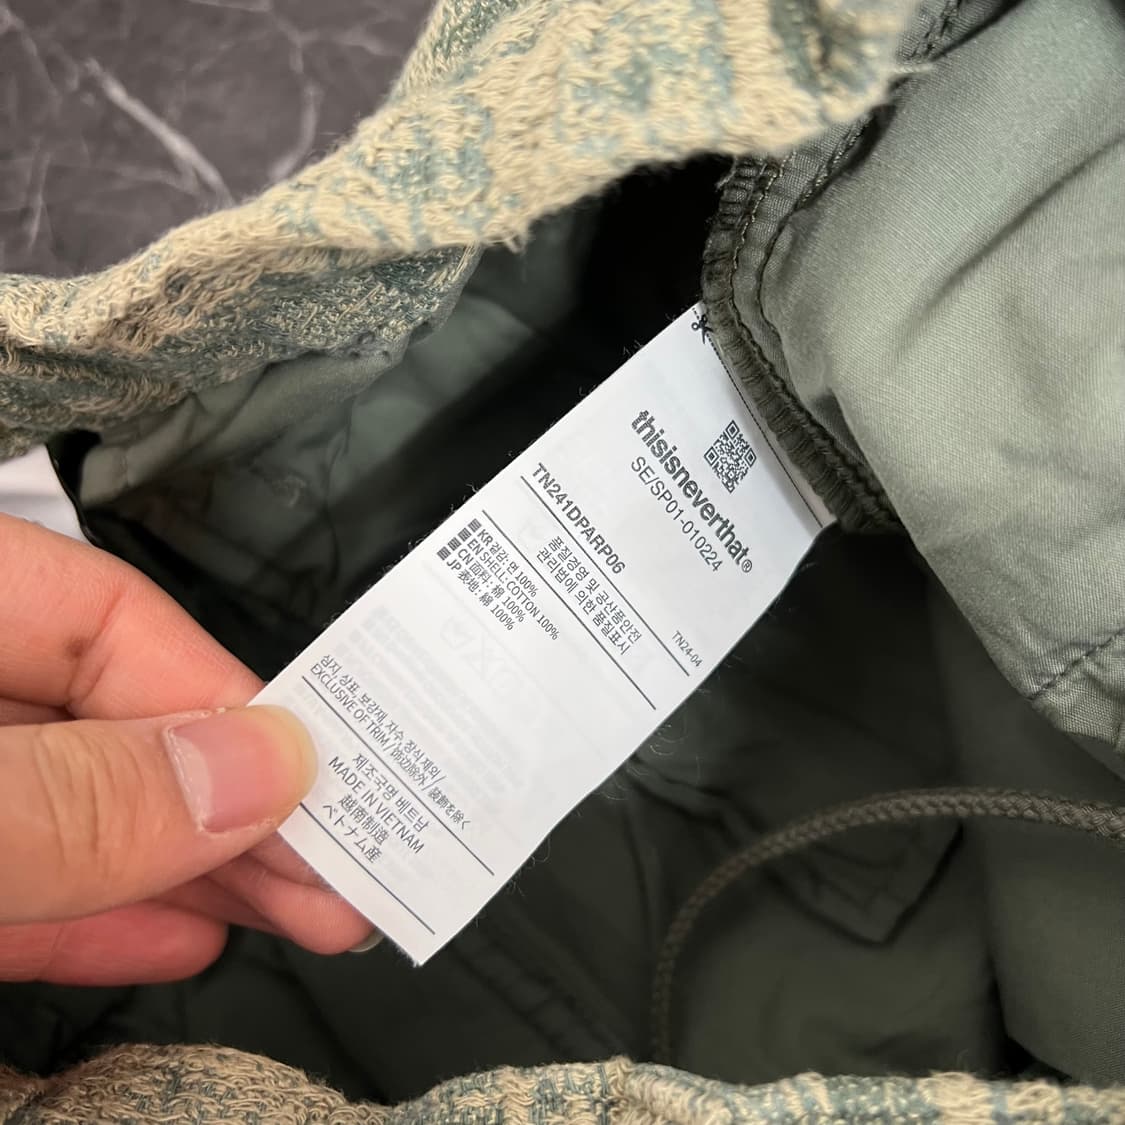 thisisneverthat®
SE/SP01-010224
TN24-04
TN241DPARP06
품질경영 및 공산품안전
관리법에 의한 품질표시
KR 겉감: 면 100%
EN SHELL: COTTON 100%
CN 面料: 棉 100%
JP 表地: 綿 100%
심지, 상표, 보강재, 자수, 장식 제외/
EXCLUSIVE OF TRIM / 饰边除外/ 装飾を除く
제조국명 베트남
MADE IN VIETNAM
越南制造
ベトナム産